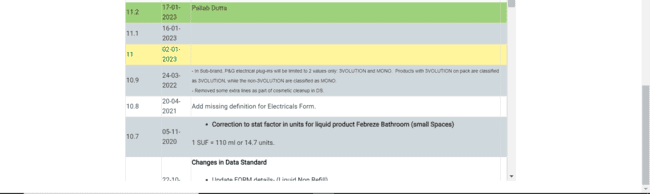 11.2 17-01-2023 Pallab Dutta
11.1 16-01-2023
11 02-01-2023
10.9 24-03-2022
- In Sub-brand: P&G electrical plug-ins will be limited to 2 values only: 3VOLUTION and MONO. Products with 3VOLUTION on pack are classified
as 3VOLUTION, while the non-3VOLUTION are classified as MONO
- Removed some extra lines as part of cosmetic cleanup in DS
10.8 20-04-2021 Add missing definition for Electricals Form.
10.7 05-11-2020
• Correction to stat factor in units for liquid product Febreze Bathroom (small Spaces)
1 SUF = 110 ml or 14.7 units.
Changes in Data Standard
22-10-
• Update FORM details- (Liquid Non Refill)